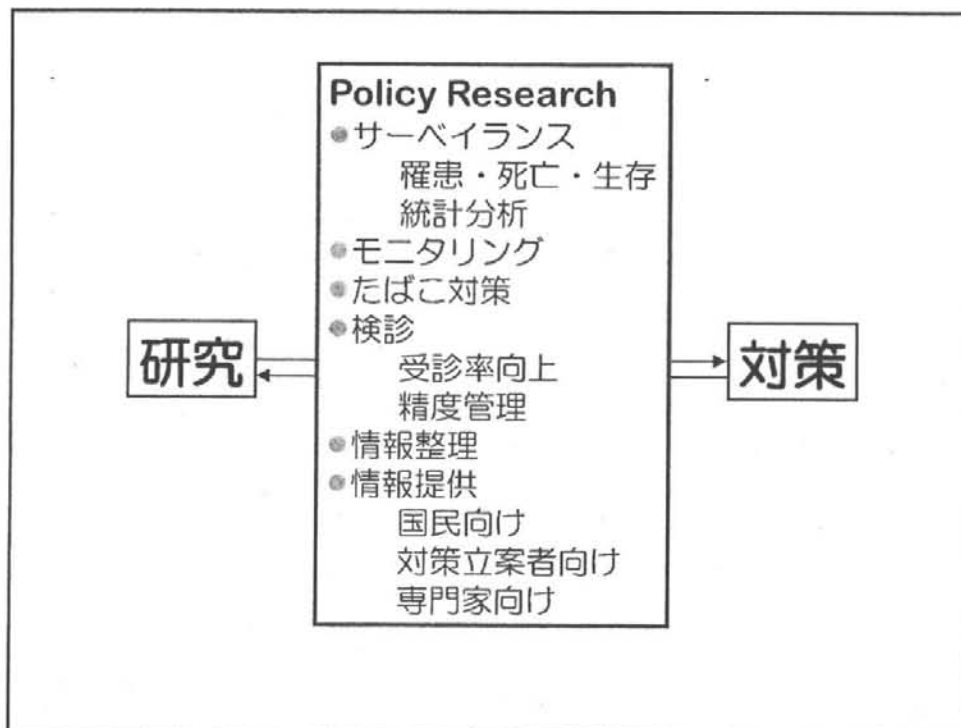 Policy Research
●サーベイランス
罹患・死亡・生存
統計分析
●モニタリング
●たばこ対策
●検診
受診率向上
精度管理
●情報整理
●情報提供
国民向け
対策立案者向け
専門家向け
研究
対策